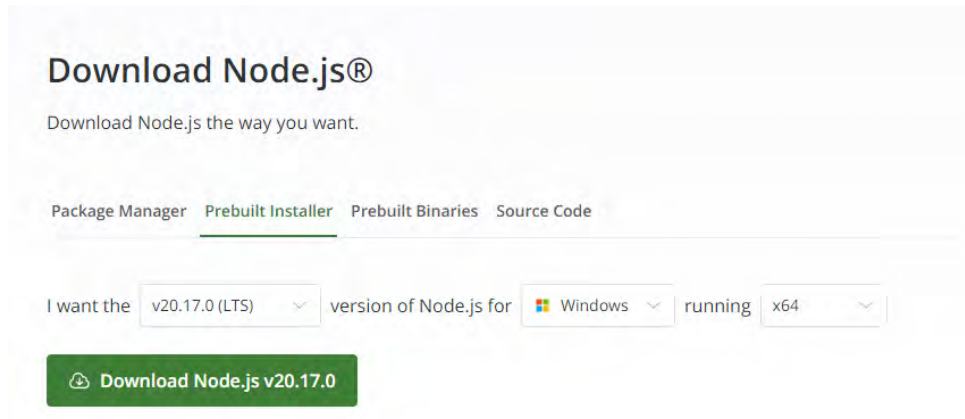 Download Node.js®
Download Node.js the way you want.
Package Manager Prebuilt Installer Prebuilt Binaries Source Code
I want the v20.17.0 (LTS) version of Node.js for Windows running x64
Download Node.js v20.17.0